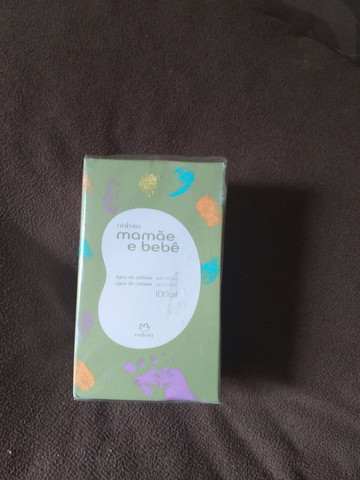 natura
mamãe
e bebê
água de colônia
agua de colonia
100ml
natura